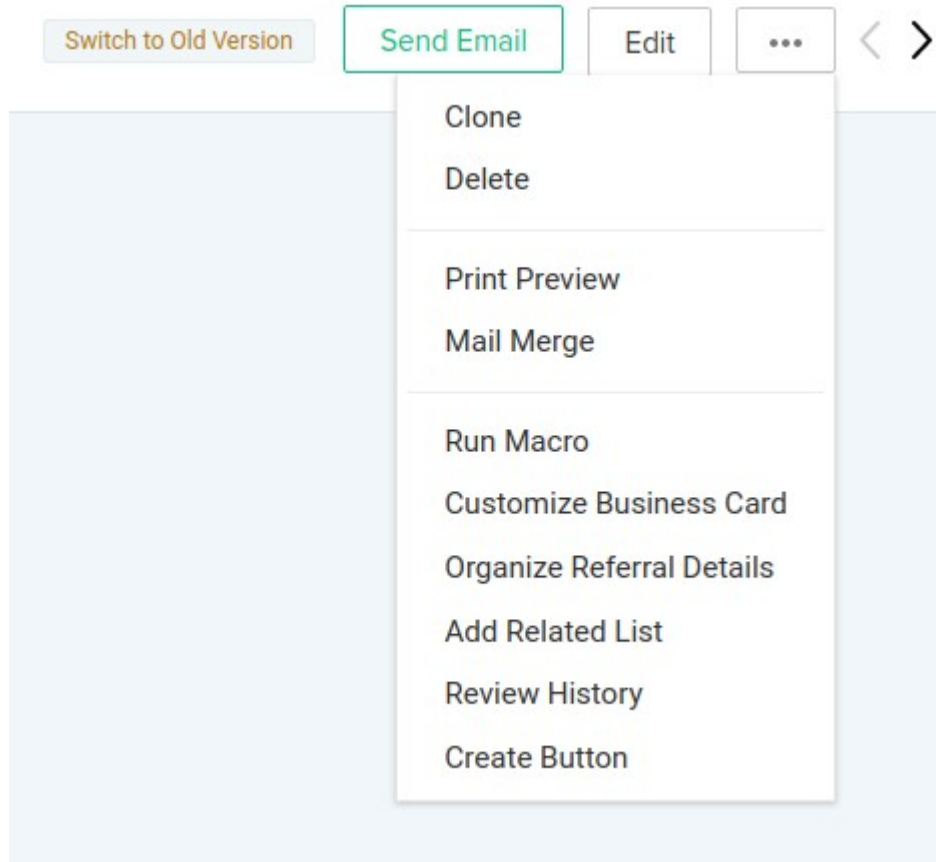 Switch to Old Version Send Email Edit •••
Clone
Delete
Print Preview
Mail Merge
Run Macro
Customize Business Card
Organize Referral Details
Add Related List
Review History
Create Button